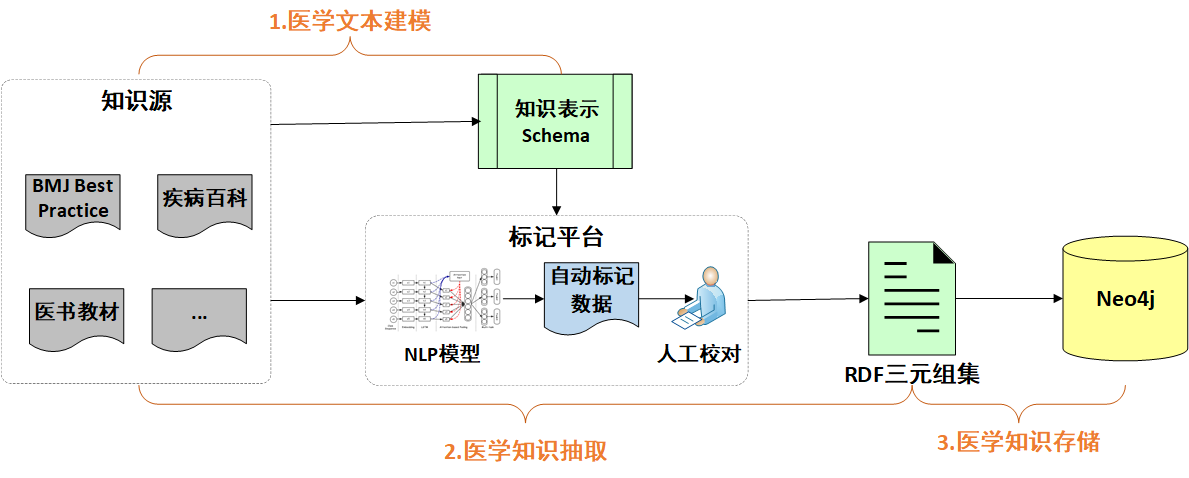 1.医学文本建模
知识源
知识表示
Schema
BMJ Best
Practice
疾病百科
医书教材
...
标记平台
NLP模型
自动标记
数据
人工校对
RDF三元组集
Neo4j
2.医学知识抽取
3.医学知识存储